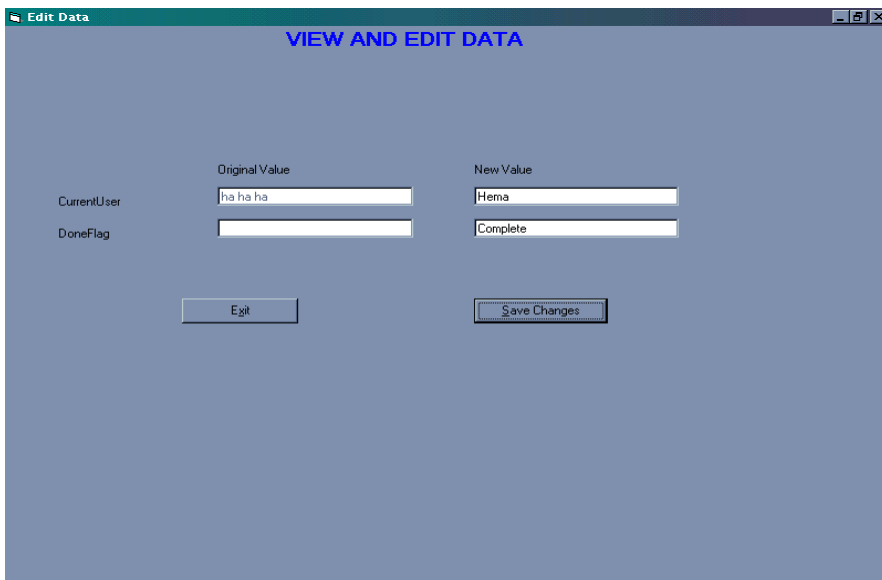 Edit Data
VIEW AND EDIT DATA
Original Value New Value
CurrentUser ha ha ha Hema
DoneFlag Complete
Exit Save Changes